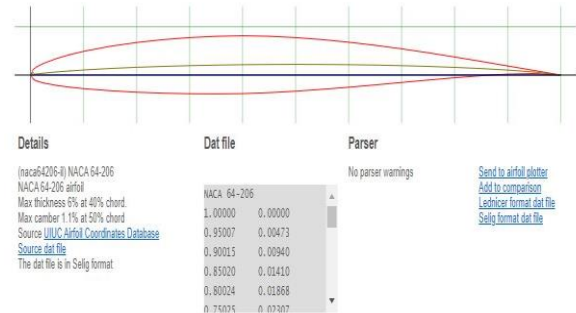 Details
(naca64206-il) NACA 64-206
NACA 64-206 airfoil
Max thickness 6% at 40% chord.
Max camber 1.1% at 50% chord
Source UIUC Airfoil Coordinates Database
Source dat file
The dat file is in Selig format
Dat file
NACA 64-206
1.00000 0.00000
0.95007 0.00473
0.90015 0.00940
0.85020 0.01410
0.80024 0.01868
0.75025 0.02307
Parser
No parser warnings
Send to airfoil plotter
Add to comparison
Lednicer format dat file
Selig format dat file